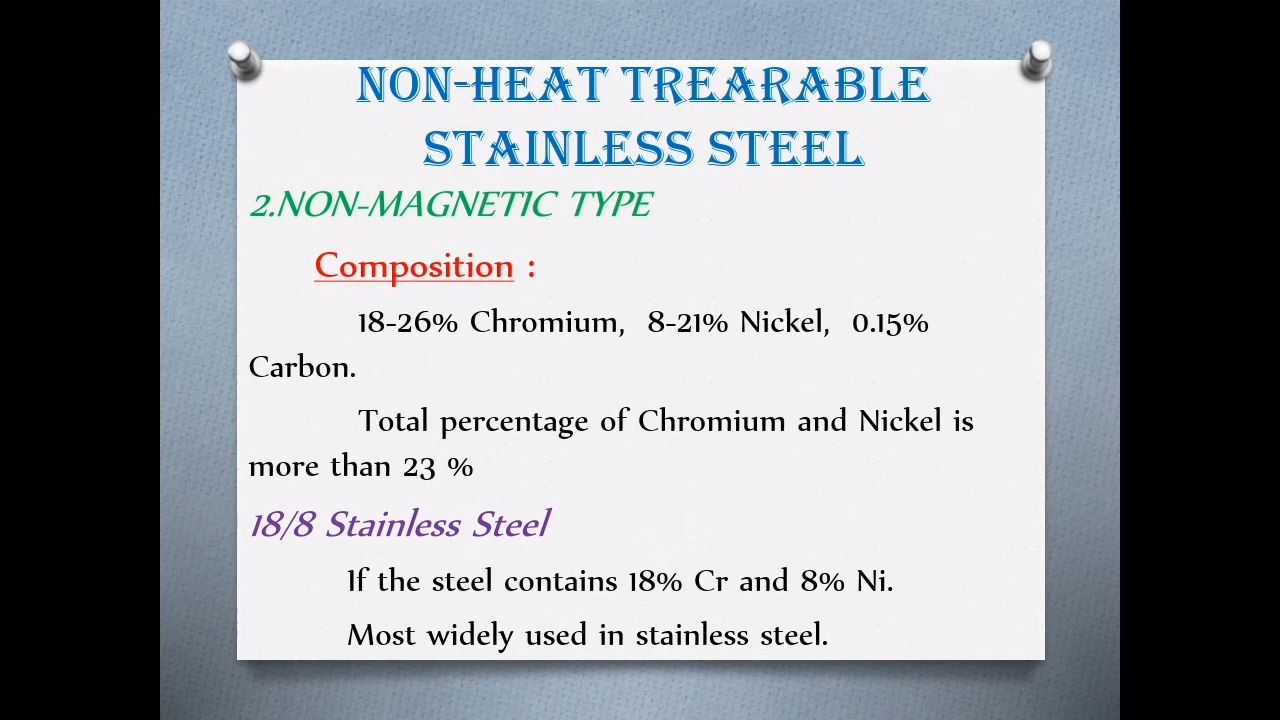 NON-HEAT TREARABLE
STAINLESS STEEL
2.NON-MAGNETIC TYPE
Composition :
18-26% Chromium, 8-21% Nickel, 0.15%
Carbon.
Total percentage of Chromium and Nickel is
more than 23 %
18/8 Stainless Steel
If the steel contains 18% Cr and 8% Ni.
Most widely used in stainless steel.